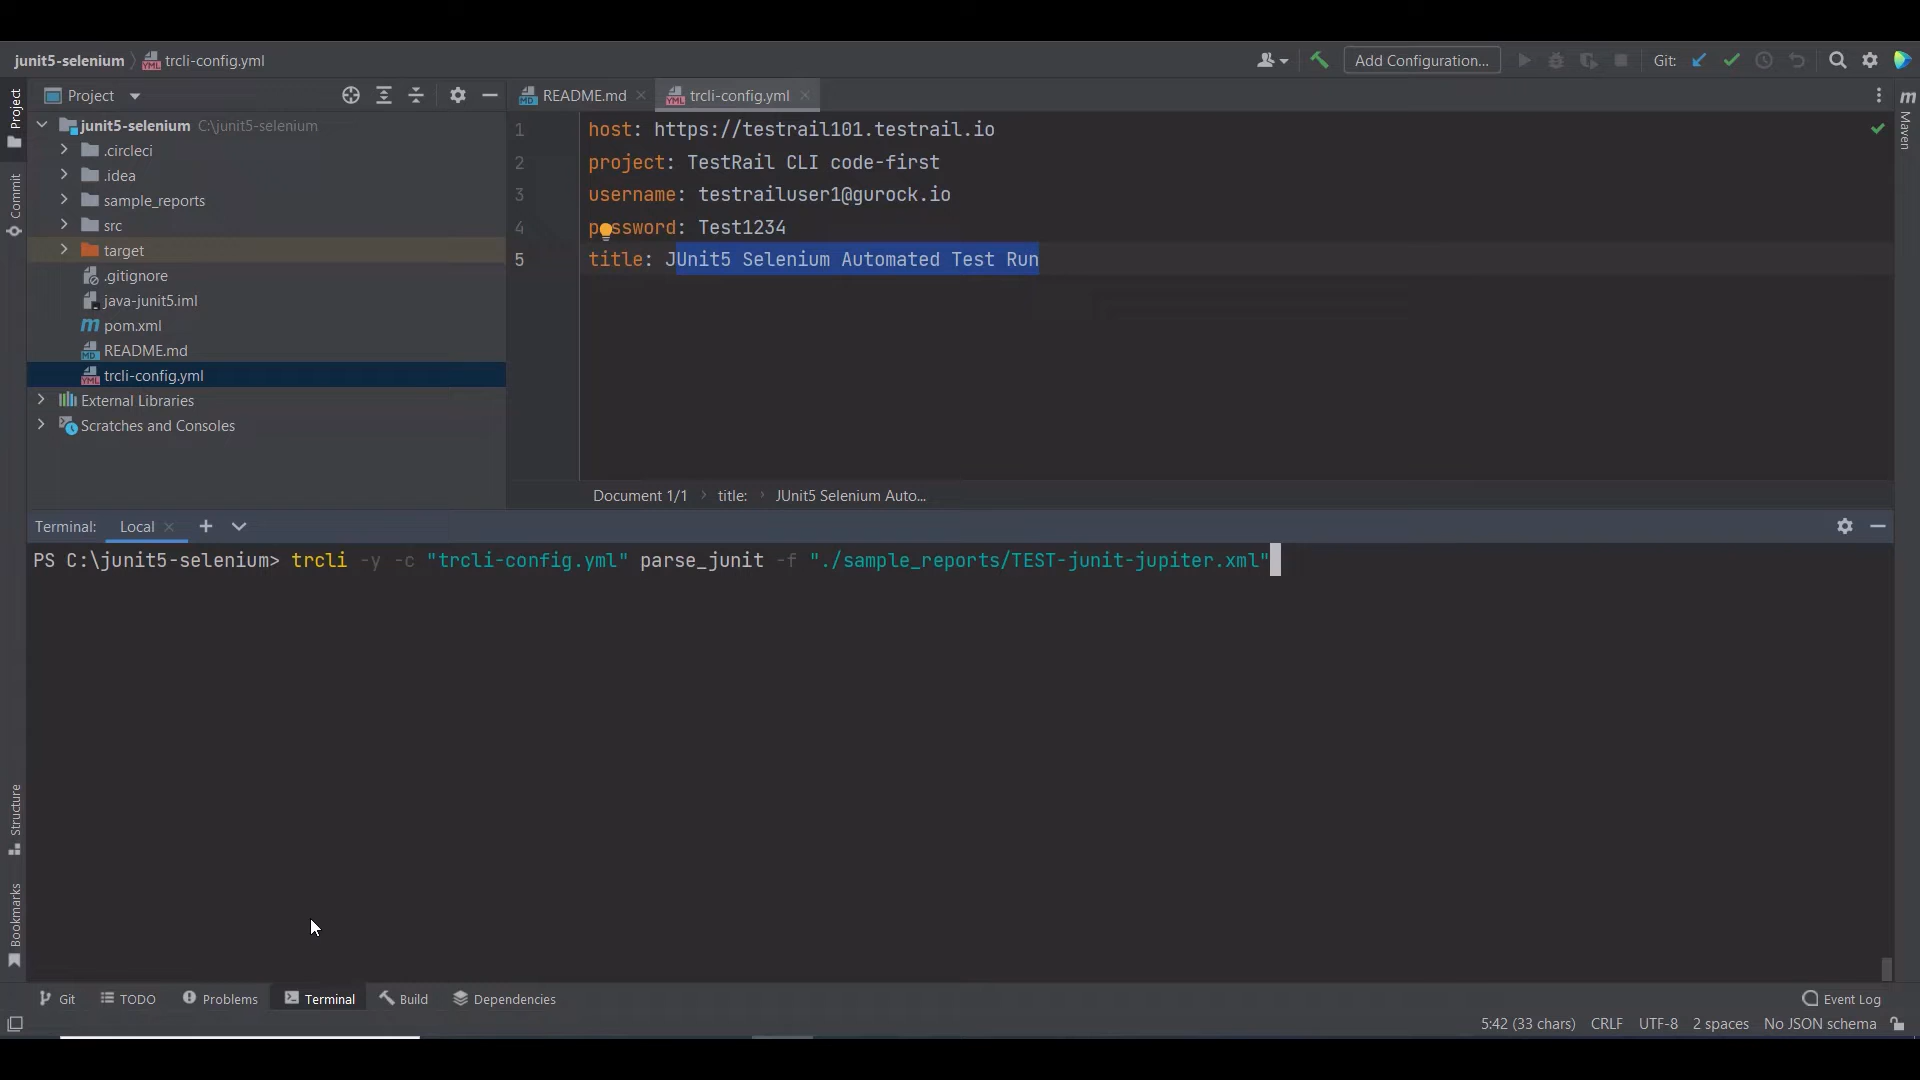 junit5-selenium trcli-config.yml
Add Configuration...
Git:
Project
README.md
trcli-config.yml
junit5-selenium C:\junit5-selenium
.circleci
.idea
sample_reports
src
target
.gitignore
java-junit5.iml
pom.xml
README.md
trcli-config.yml
External Libraries
Scratches and Consoles
1 host: https://testrail101.testrail.io
2 project: TestRail CLI code-first
3 username: testrailuser1@gurock.io
4 password: Test1234
5 title: JUnit5 Selenium Automated Test Run
Document 1/1 title: JUnit5 Selenium Auto...
Project
Commit
Structure
Bookmarks
Maven
Terminal: Local
PS C:\junit5-selenium> trcli -y -c "trcli-config.yml" parse_junit -f "./sample_reports/TEST-junit-jupiter.xml"
Git TODO Problems Terminal Build Dependencies Event Log
5:42 (33 chars) CRLF UTF-8 2 spaces No JSON schema